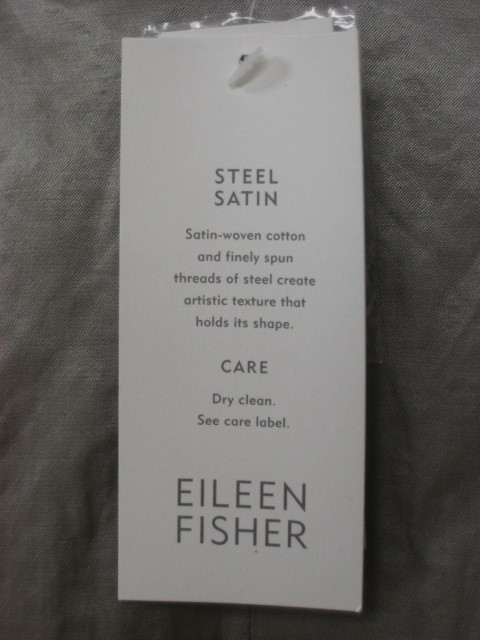 STEEL
SATIN
Satin-woven cotton
and finely spun
threads of steel create
artistic texture that
holds its shape.
CARE
Dry clean.
See care label.
EILEEN
FISHER